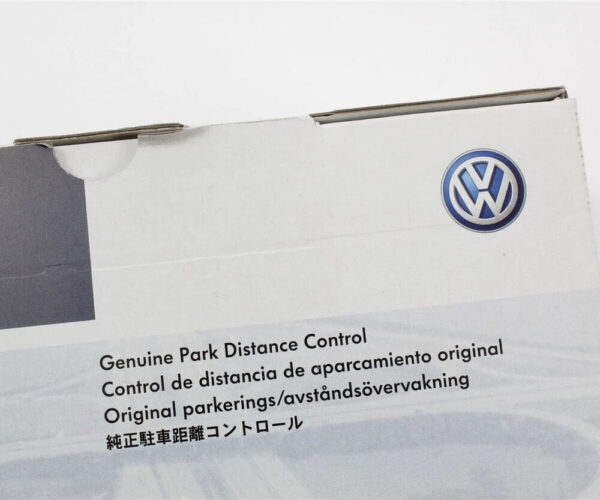 VW
Genuine Park Distance Control
Control de distancia de aparcamiento original
Original parkerings/avståndsövervakning
純正駐車距離コントロール